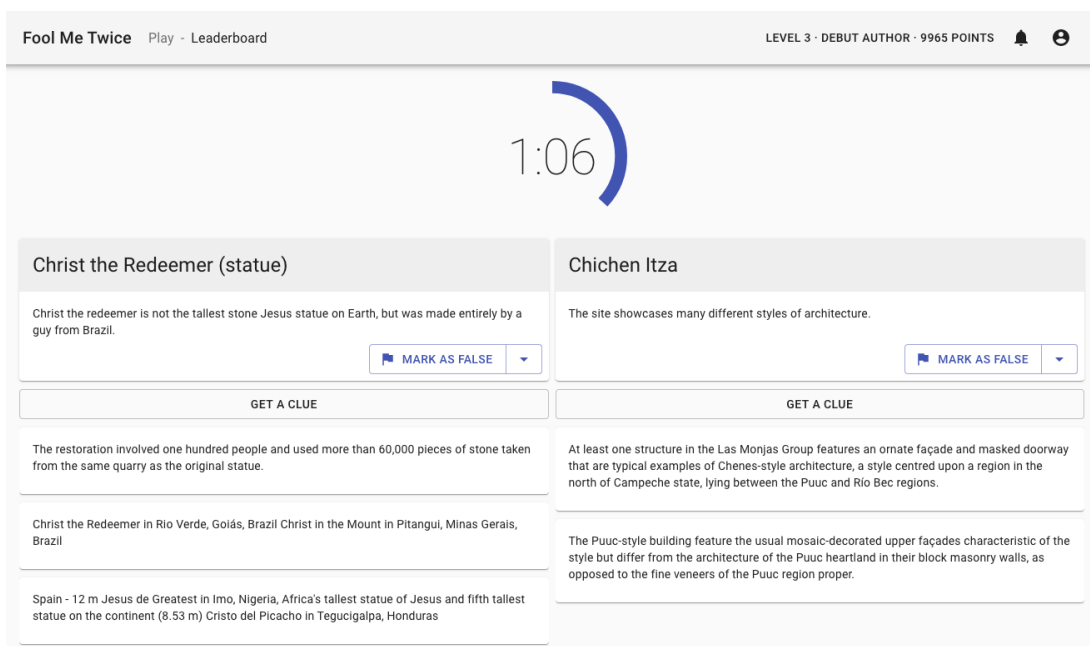 Fool Me Twice Play - Leaderboard LEVEL 3 · DEBUT AUTHOR · 9965 POINTS
1:06
Christ the Redeemer (statue)
Christ the redeemer is not the tallest stone Jesus statue on Earth, but was made entirely by a
guy from Brazil.
MARK AS FALSE
GET A CLUE
The restoration involved one hundred people and used more than 60,000 pieces of stone taken
from the same quarry as the original statue.
Christ the Redeemer in Rio Verde, Goiás, Brazil Christ in the Mount in Pitangui, Minas Gerais,
Brazil
Spain - 12 m Jesus de Greatest in Imo, Nigeria, Africa's tallest statue of Jesus and fifth tallest
statue on the continent (8.53 m) Cristo del Picacho in Tegucigalpa, Honduras
Chichen Itza
The site showcases many different styles of architecture.
MARK AS FALSE
GET A CLUE
At least one structure in the Las Monjas Group features an ornate façade and masked doorway
that are typical examples of Chenes-style architecture, a style centred upon a region in the
north of Campeche state, lying between the Puuc and Río Bec regions.
The Puuc-style building feature the usual mosaic-decorated upper façades characteristic of the
style but differ from the architecture of the Puuc heartland in their block masonry walls, as
opposed to the fine veneers of the Puuc region proper.